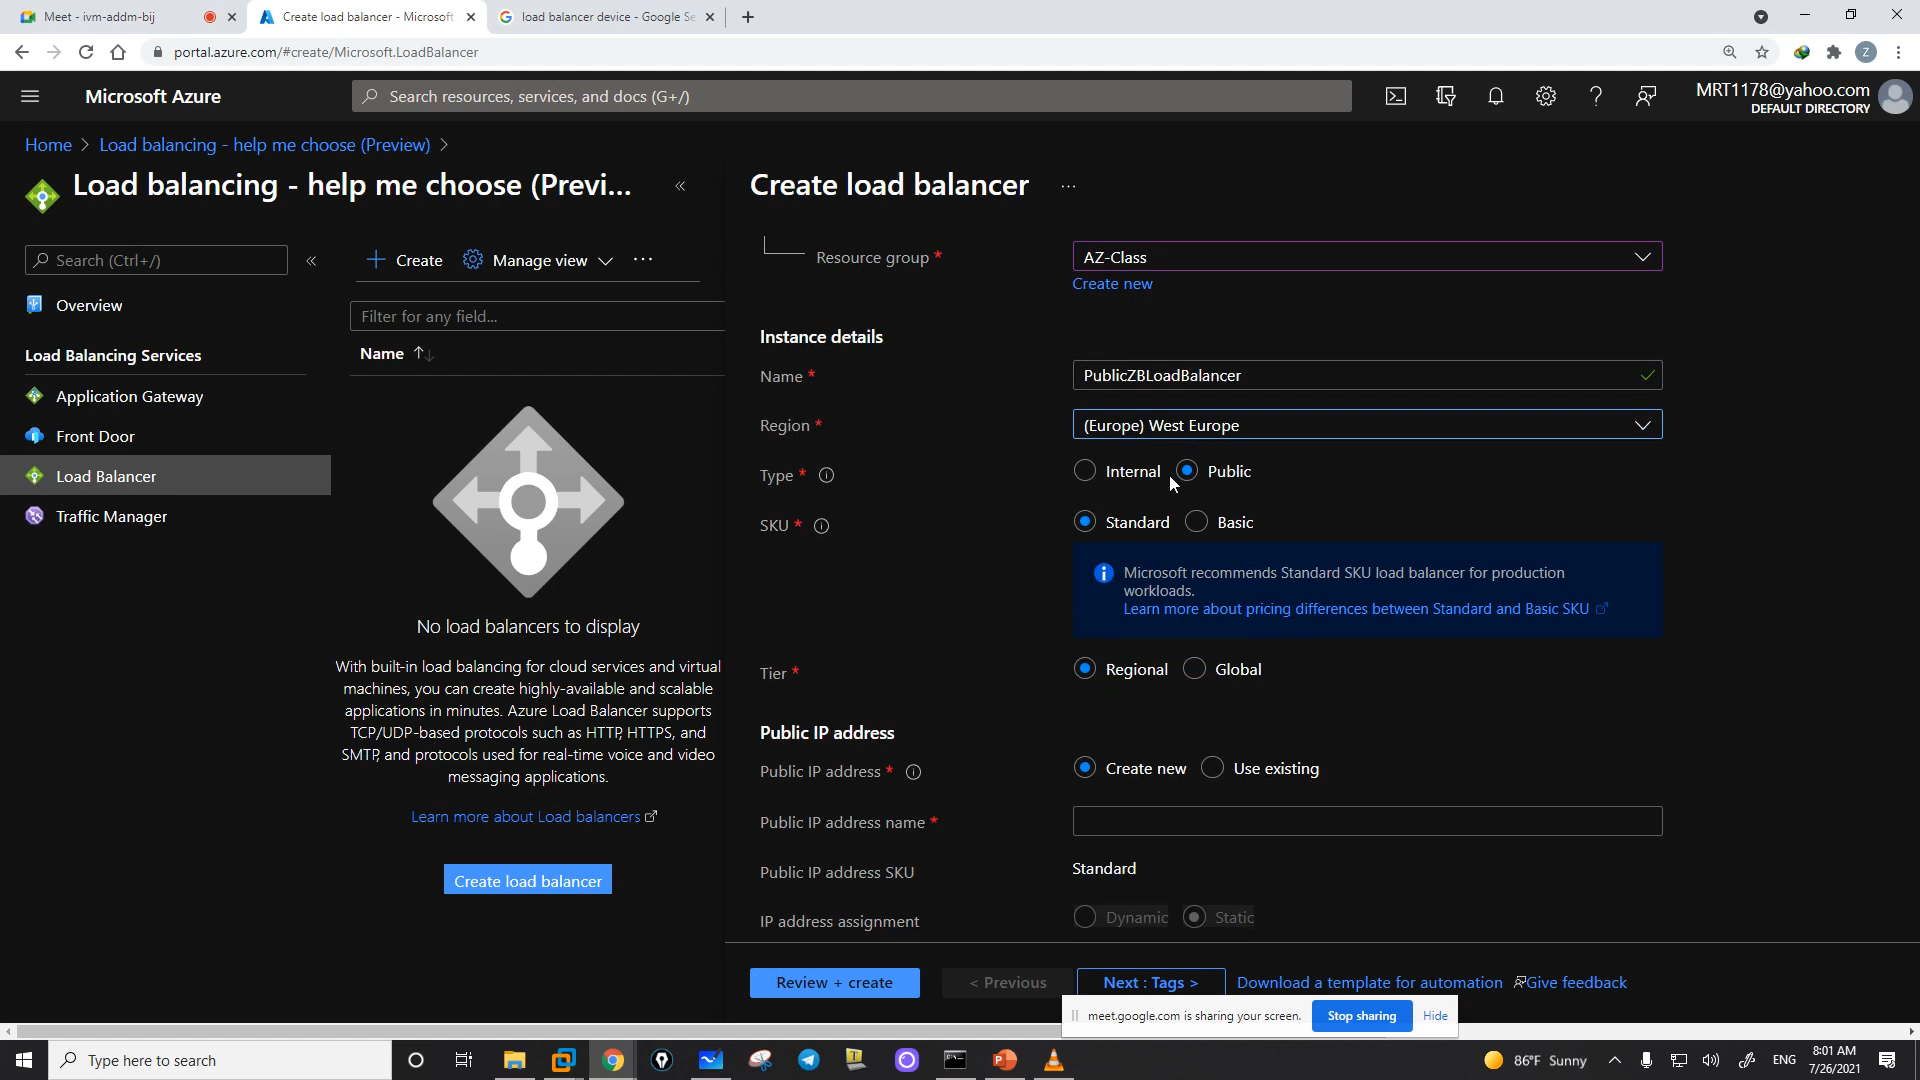 Meet - ivm-addm-bij
Create load balancer - Microsoft
load balancer device - Google Se
portal.azure.com/#create/Microsoft.LoadBalancer
Z
Microsoft Azure
Search resources, services, and docs (G+/)
MRT1178@yahoo.com
DEFAULT DIRECTORY
Home > Load balancing - help me choose (Preview) >
Load balancing - help me choose (Previ...
Search (Ctrl+/)
Overview
Load Balancing Services
Application Gateway
Front Door
Load Balancer
Traffic Manager
Create
Manage view
...
Filter for any field...
Name
No load balancers to display
With built-in load balancing for cloud services and virtual
machines, you can create highly-available and scalable
applications in minutes. Azure Load Balancer supports
TCP/UDP-based protocols such as HTTP, HTTPS, and
SMTP, and protocols used for real-time voice and video
messaging applications.
Learn more about Load balancers
Create load balancer
Create load balancer
...
Resource group *
AZ-Class
Create new
Instance details
Name *
PublicZBLoadBalancer
Region *
(Europe) West Europe
Type *
Internal
Public
SKU *
Standard
Basic
Microsoft recommends Standard SKU load balancer for production
workloads.
Learn more about pricing differences between Standard and Basic SKU
Tier *
Regional
Global
Public IP address
Public IP address *
Create new
Use existing
Public IP address name *
Public IP address SKU
Standard
IP address assignment
Dynamic
Static
Review + create
< Previous
Next : Tags >
Download a template for automation
Give feedback
meet.google.com is sharing your screen.
Stop sharing
Hide
Type here to search
86°F Sunny
ENG
8:01 AM
7/26/2021